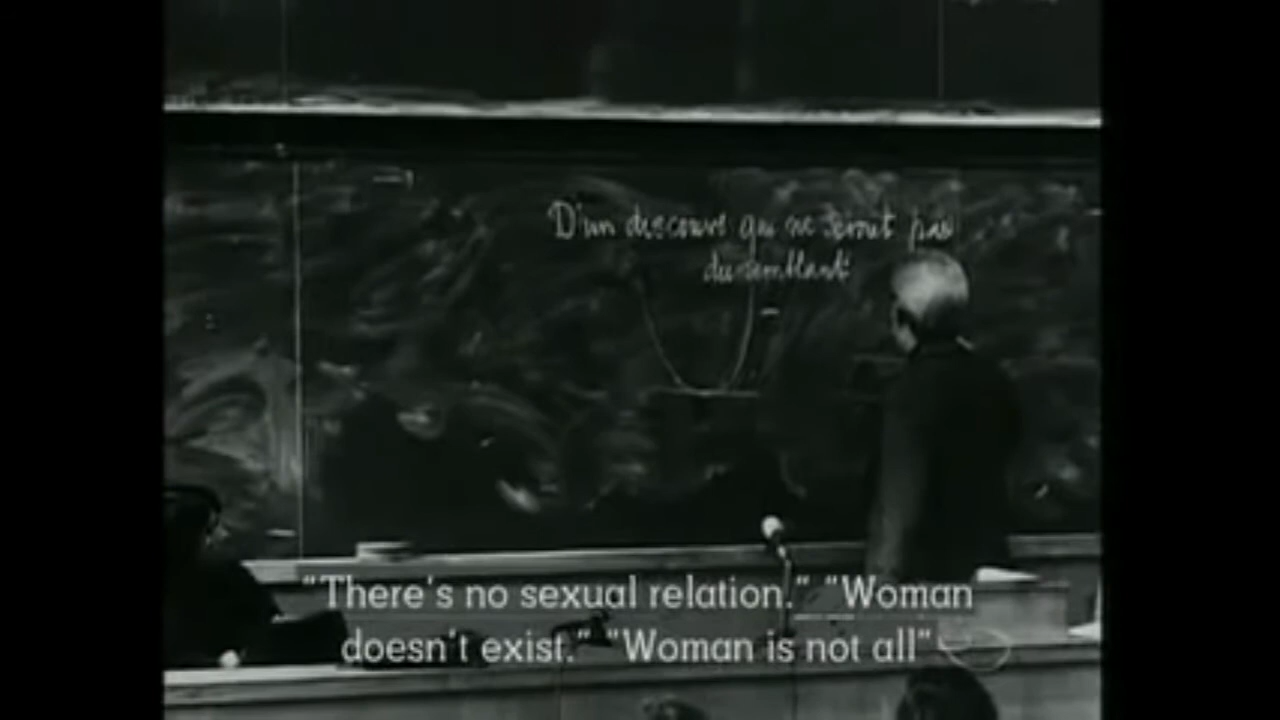 D'un discours qui ne serait pas
du semblant
“There's no sexual relation.” “Woman
doesn't exist.” “Woman is not all”